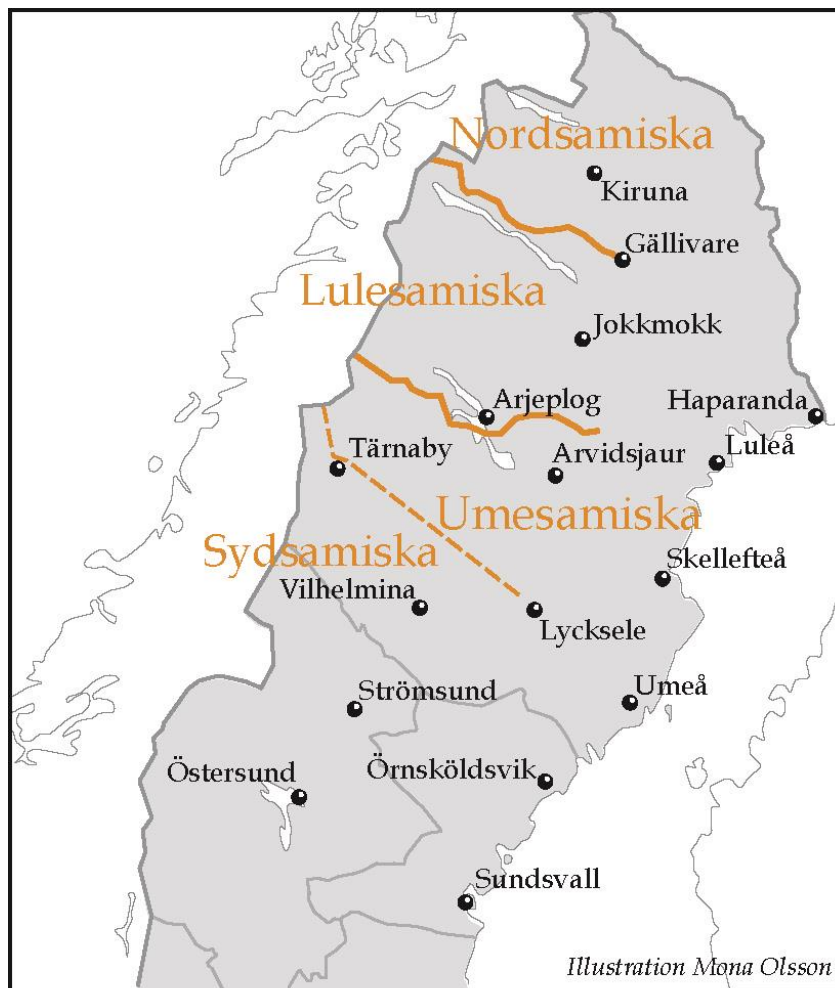 Nordsamiska
Kiruna
Gällivare
Lulesamiska
Jokkmokk
Arjeplog
Haparanda
Tärnaby
Arvidsjaur
Luleå
Umesamiska
Sydsamiska
Skellefteå
Vilhelmina
Lycksele
Strömsund
Umeå
Östersund
Örnsköldsvik
Sundsvall
Illustration Mona Olsson